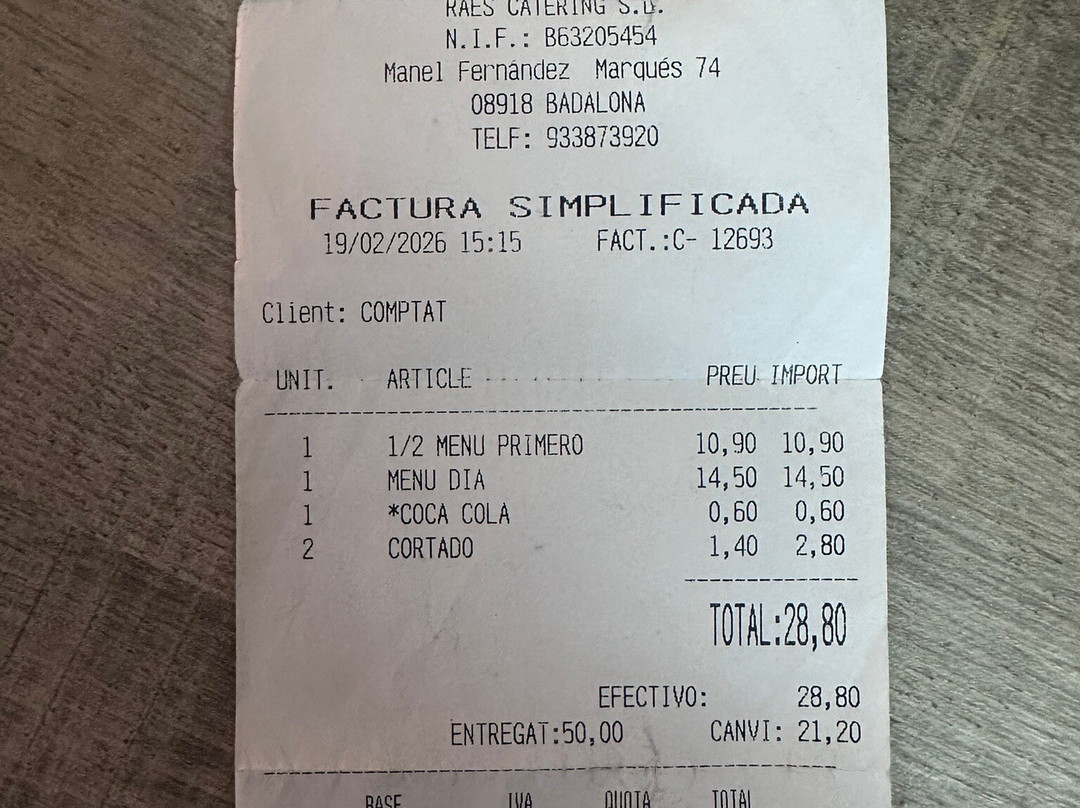 RAES CATERING S.L.
N.I.F.: B63205454
Manel Fernández Marqués 74
08918 BADALONA
TELF: 933873920
FACTURA SIMPLIFICADA
19/02/2026 15:15 FACT.:C- 12693
Client: COMPTAT
UNIT. ARTICLE PREU IMPORT
1 1/2 MENU PRIMERO 10,90 10,90
1 MENU DIA 14,50 14,50
1 *COCA COLA 0,60 0,60
2 CORTADO 1,40 2,80
TOTAL:28,80
EFECTIVO: 28,80
ENTREGAT:50,00 CANVI: 21,20
BASE IVA QUOTA TOTAL